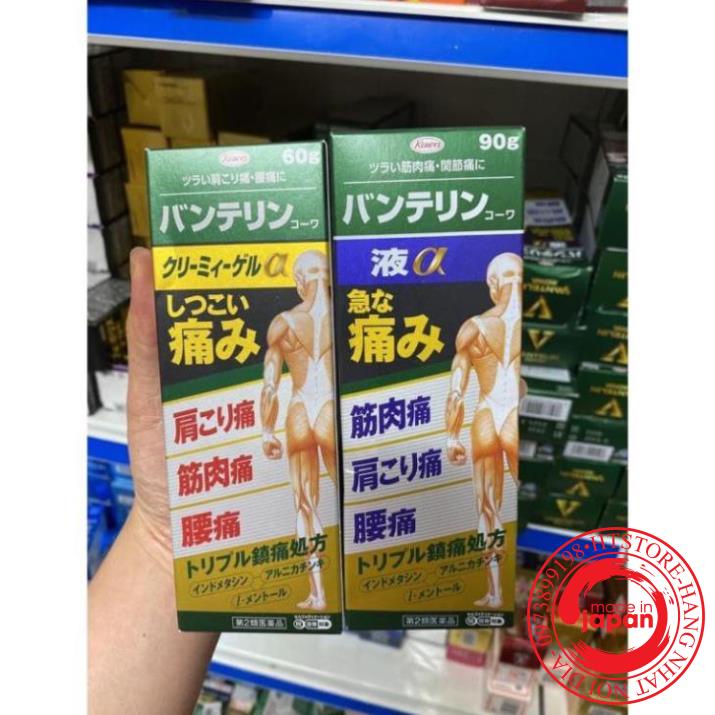 Kowa
60g
ツラい肩こり痛・腰痛に
バンテリン コーワ
クリーミィーゲルα
しつこい
痛み
肩こり痛
筋肉痛
腰痛
トリプル鎮痛処方
インドメタシン
アルニカチンキ
l-メントール
第2類医薬品
Kowa
90g
ツラい筋肉痛・関節痛に
バンテリン コーワ
液α
急な
痛み
筋肉痛
肩こり痛
腰痛
トリプル鎮痛処方
インドメタシン
アルニカチンキ
l-メントール
第2類医薬品
made in
japan
HTSTORE-HANG NHAT NOI DIA